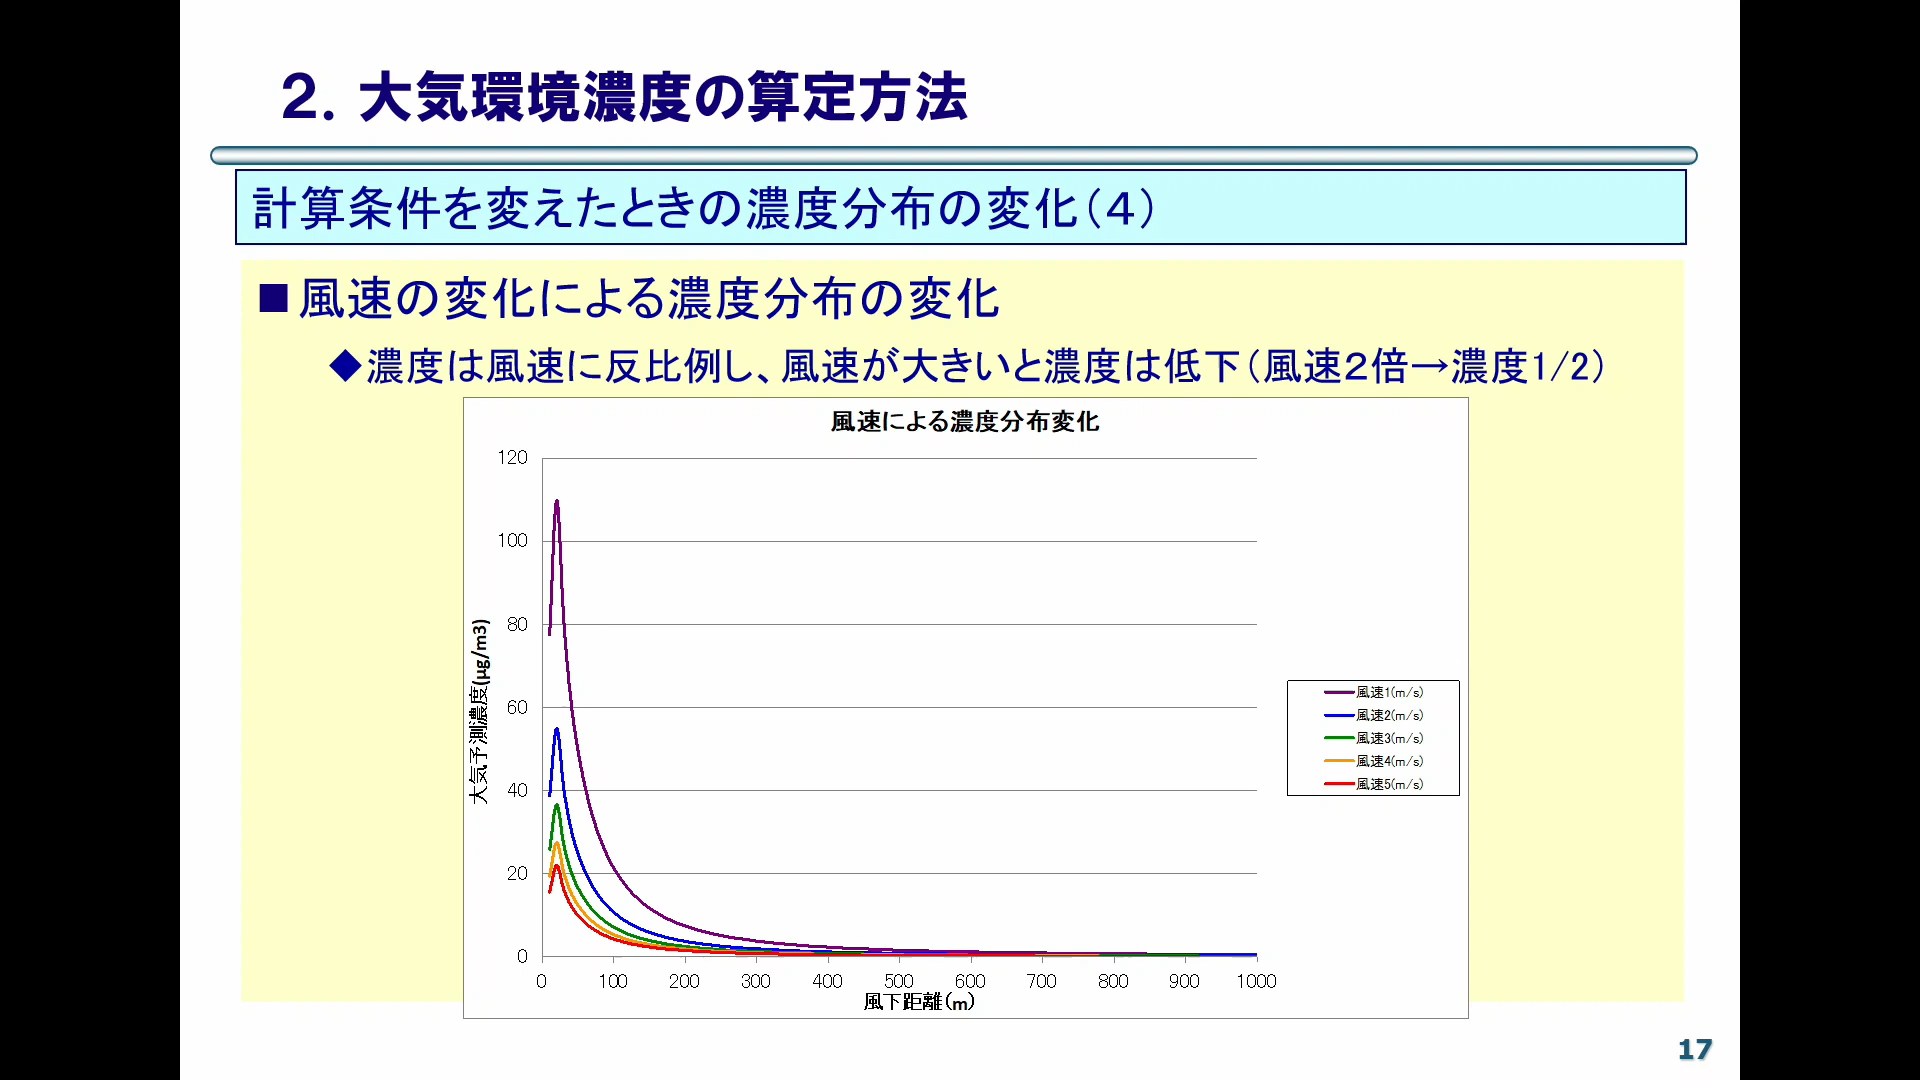 ２．大気環境濃度の算定方法
計算条件を変えたときの濃度分布の変化（４）
■風速の変化による濃度分布の変化
◆濃度は風速に反比例し、風速が大きいと濃度は低下（風速２倍→濃度1/2）
風速による濃度分布変化
120
100
80
60
40
20
0
大気予測濃度(μg/m3)
0 100 200 300 400 500 600 700 800 900 1000
風下距離(m)
風速1(m/s)
風速2(m/s)
風速3(m/s)
風速4(m/s)
風速5(m/s)
17